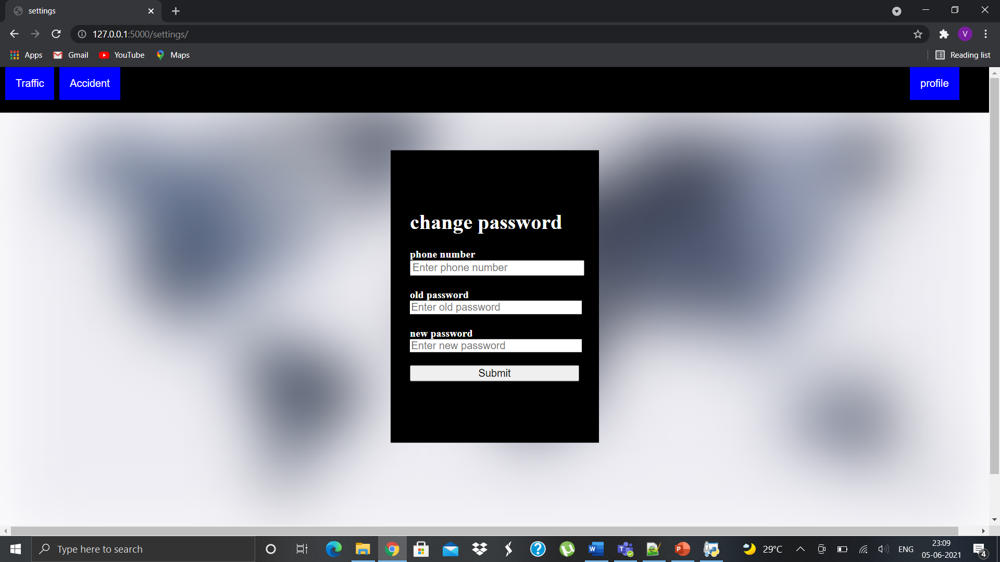 settings
127.0.0.1:5000/settings/
V
Apps Gmail YouTube Maps Reading list
Traffic Accident profile
change password
phone number
Enter phone number
old password
Enter old password
new password
Enter new password
Submit
Type here to search
29°C ENG
23:09
05-06-2021
4